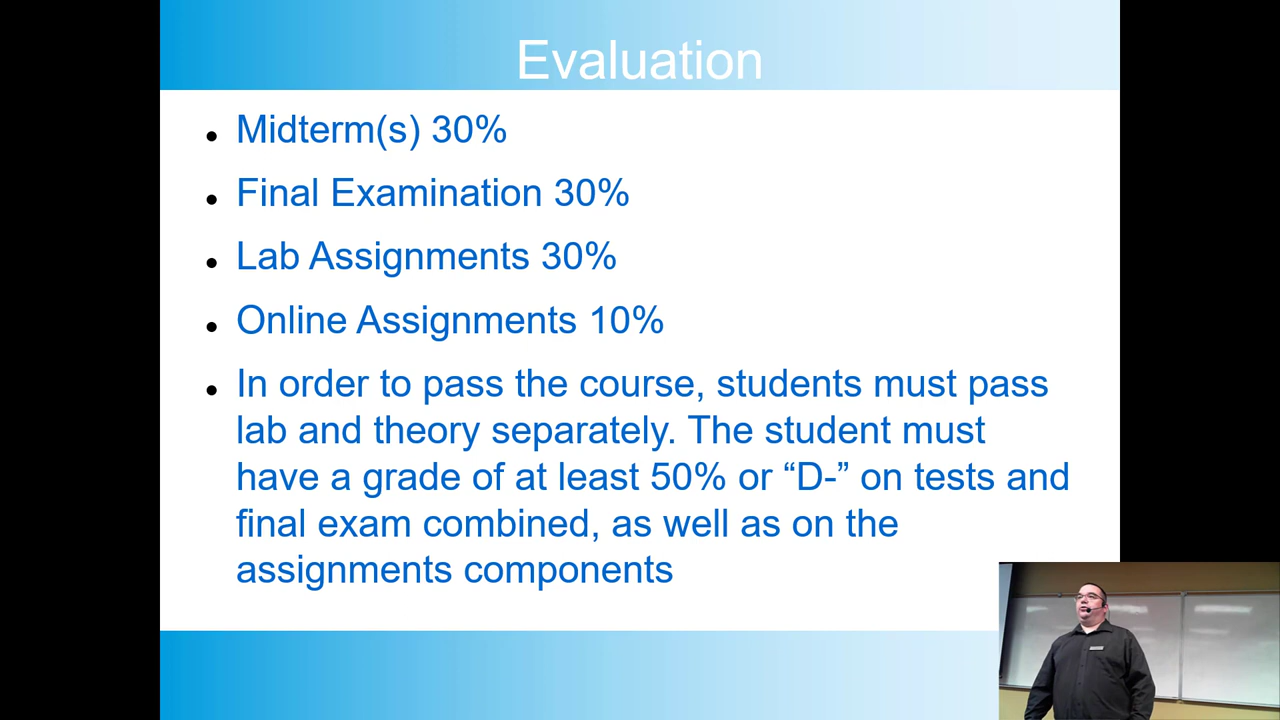 Evaluation
Midterm(s) 30%
Final Examination 30%
Lab Assignments 30%
Online Assignments 10%
In order to pass the course, students must pass
lab and theory separately. The student must
have a grade of at least 50% or “D-” on tests and
final exam combined, as well as on the
assignments components